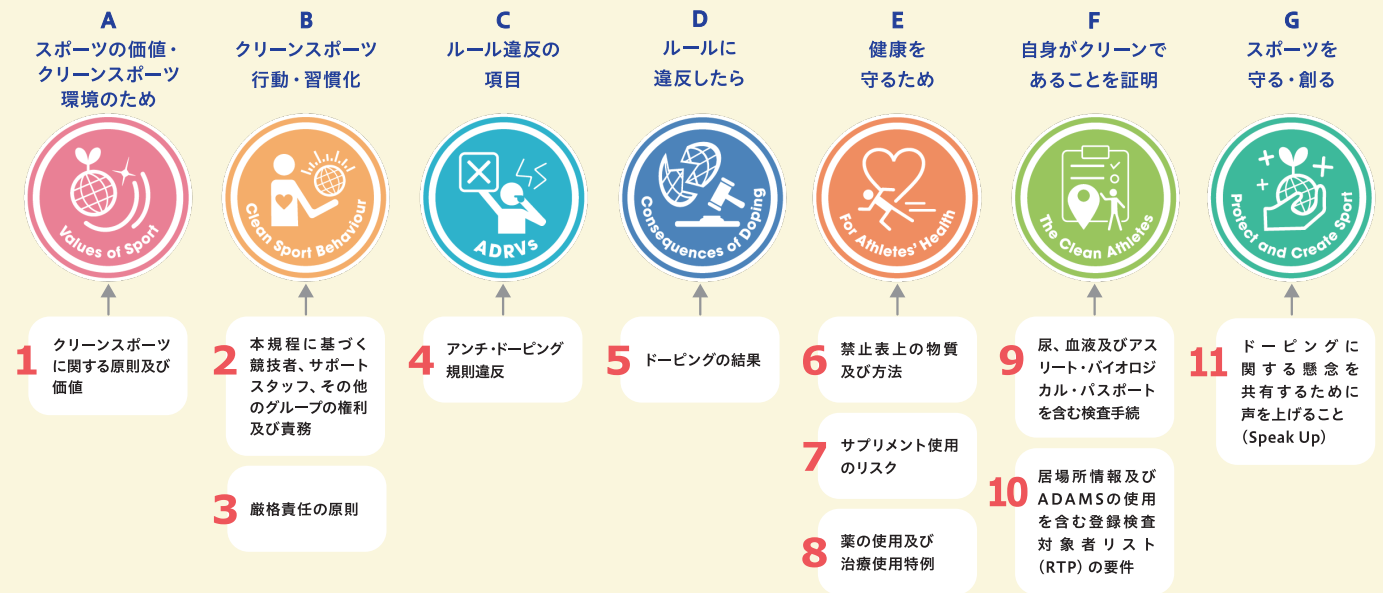 A
スポーツの価値・
クリーンスポーツ
環境のため
Values of Sport
1
クリーンスポーツ
に関する原則及び
価値
B
クリーンスポーツ
行動・習慣化
Clean Sport Behaviour
2
本規程に基づく
競技者、サポート
スタッフ、その他
のグループの権利
及び責務
3
厳格責任の原則
C
ルール違反の
項目
ADRVs
4
アンチ・ドーピング
規則違反
D
ルールに
違反したら
Consequences of Doping
5
ドーピングの結果
E
健康を
守るため
For Athletes' Health
6
禁止表上の物質
及び方法
7
サプリメント使用
のリスク
8
薬の使用及び
治療使用特例
F
自身がクリーンで
あることを証明
The Clean Athletes
9
尿、血液及びアス
リート・バイオロジ
カル・パスポート
を含む検査手続
10
居場所情報及び
ADAMSの使用
を含む登録検査
対象者リスト
（RTP）の要件
G
スポーツを
守る・創る
Protect and Create Sport
11
ドーピングに
関する懸念を
共有するために
声を上げること
（Speak Up）